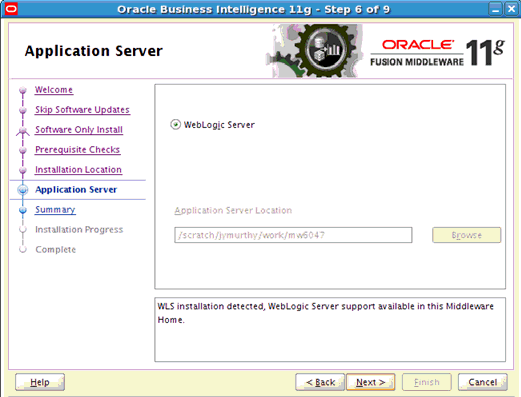 Oracle Business Intelligence 11g - Step 6 of 9
Application Server
ORACLE
FUSION MIDDLEWARE
11g
Welcome
Skip Software Updates
Software Only Install
Prerequisite Checks
Installation Location
Application Server
Summary
Installation Progress
Complete
WebLogic Server
Application Server Location
/scratch/jymurthy/work/mw6047
Browse
WLS installation detected, WebLogic Server support available in this Middleware
Home.
Help
< Back
Next >
Finish
Cancel